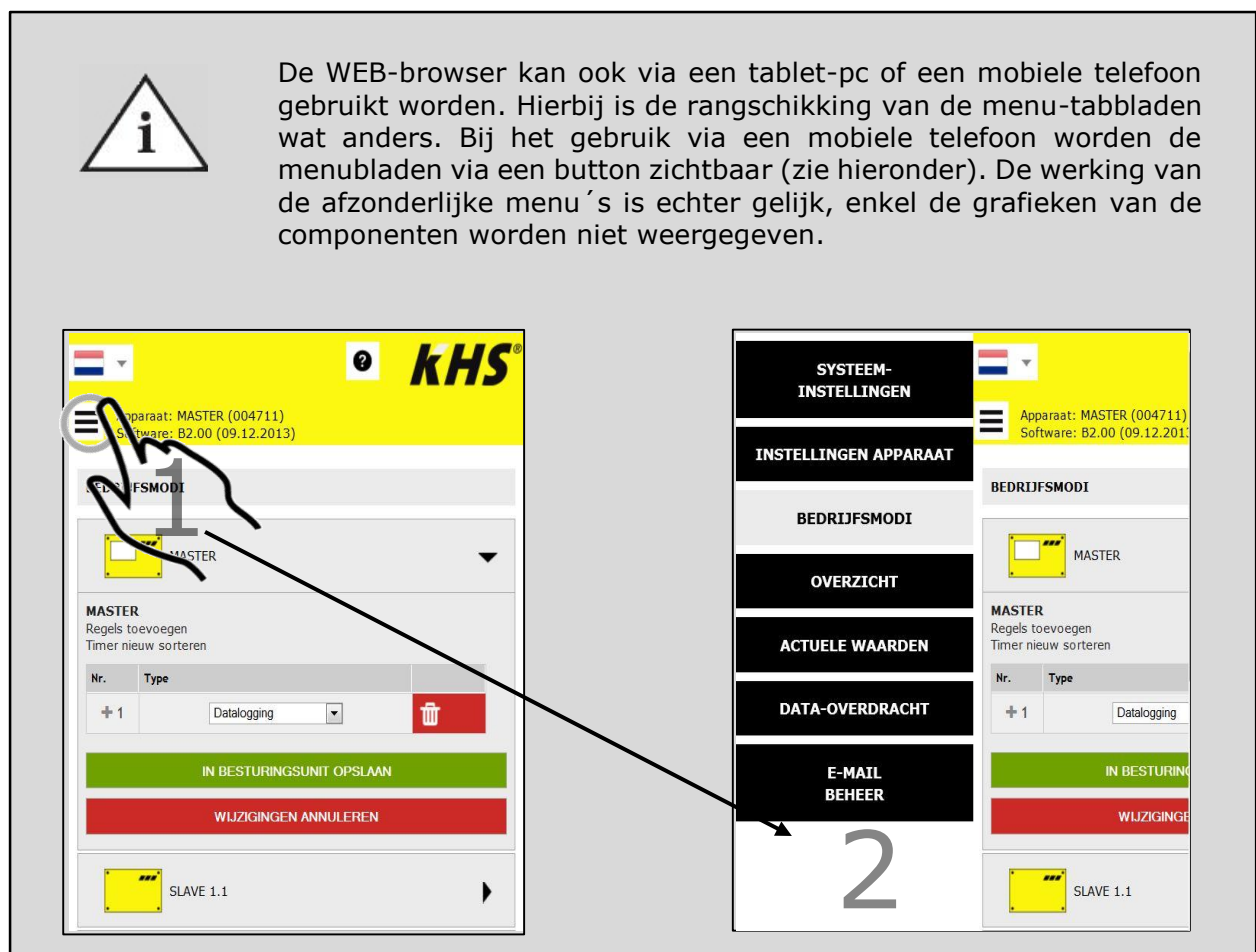 De WEB-browser kan ook via een tablet-pc of een mobiele telefoon
gebruikt worden. Hierbij is de rangschikking van de menu-tabbladen
wat anders. Bij het gebruik via een mobiele telefoon worden de
menubladen via een button zichtbaar (zie hieronder). De werking van
de afzonderlijke menu´s is echter gelijk, enkel de grafieken van de
componenten worden niet weergegeven.
i
?
KHS®
Apparaat: MASTER (004711)
Software: B2.00 (09.12.2013)
BEDRIJFSMODI
1
MASTER
MASTER
Regels toevoegen
Timer nieuw sorteren
Nr. Type
+ 1 Datalogging
IN BESTURINGSUNIT OPSLAAN
WIJZIGINGEN ANNULEREN
SLAVE 1.1
SYSTEEM-
INSTELLINGEN
INSTELLINGEN APPARAAT
BEDRIJFSMODI
OVERZICHT
ACTUELE WAARDEN
DATA-OVERDRACHT
E-MAIL
BEHEER
2
Apparaat: MASTER (004711)
Software: B2.00 (09.12.201
BEDRIJFSMODI
MASTER
MASTER
Regels toevoegen
Timer nieuw sorteren
Nr. Type
+ 1 Datalogging
IN BESTURING
WIJZIGINGE
SLAVE 1.1